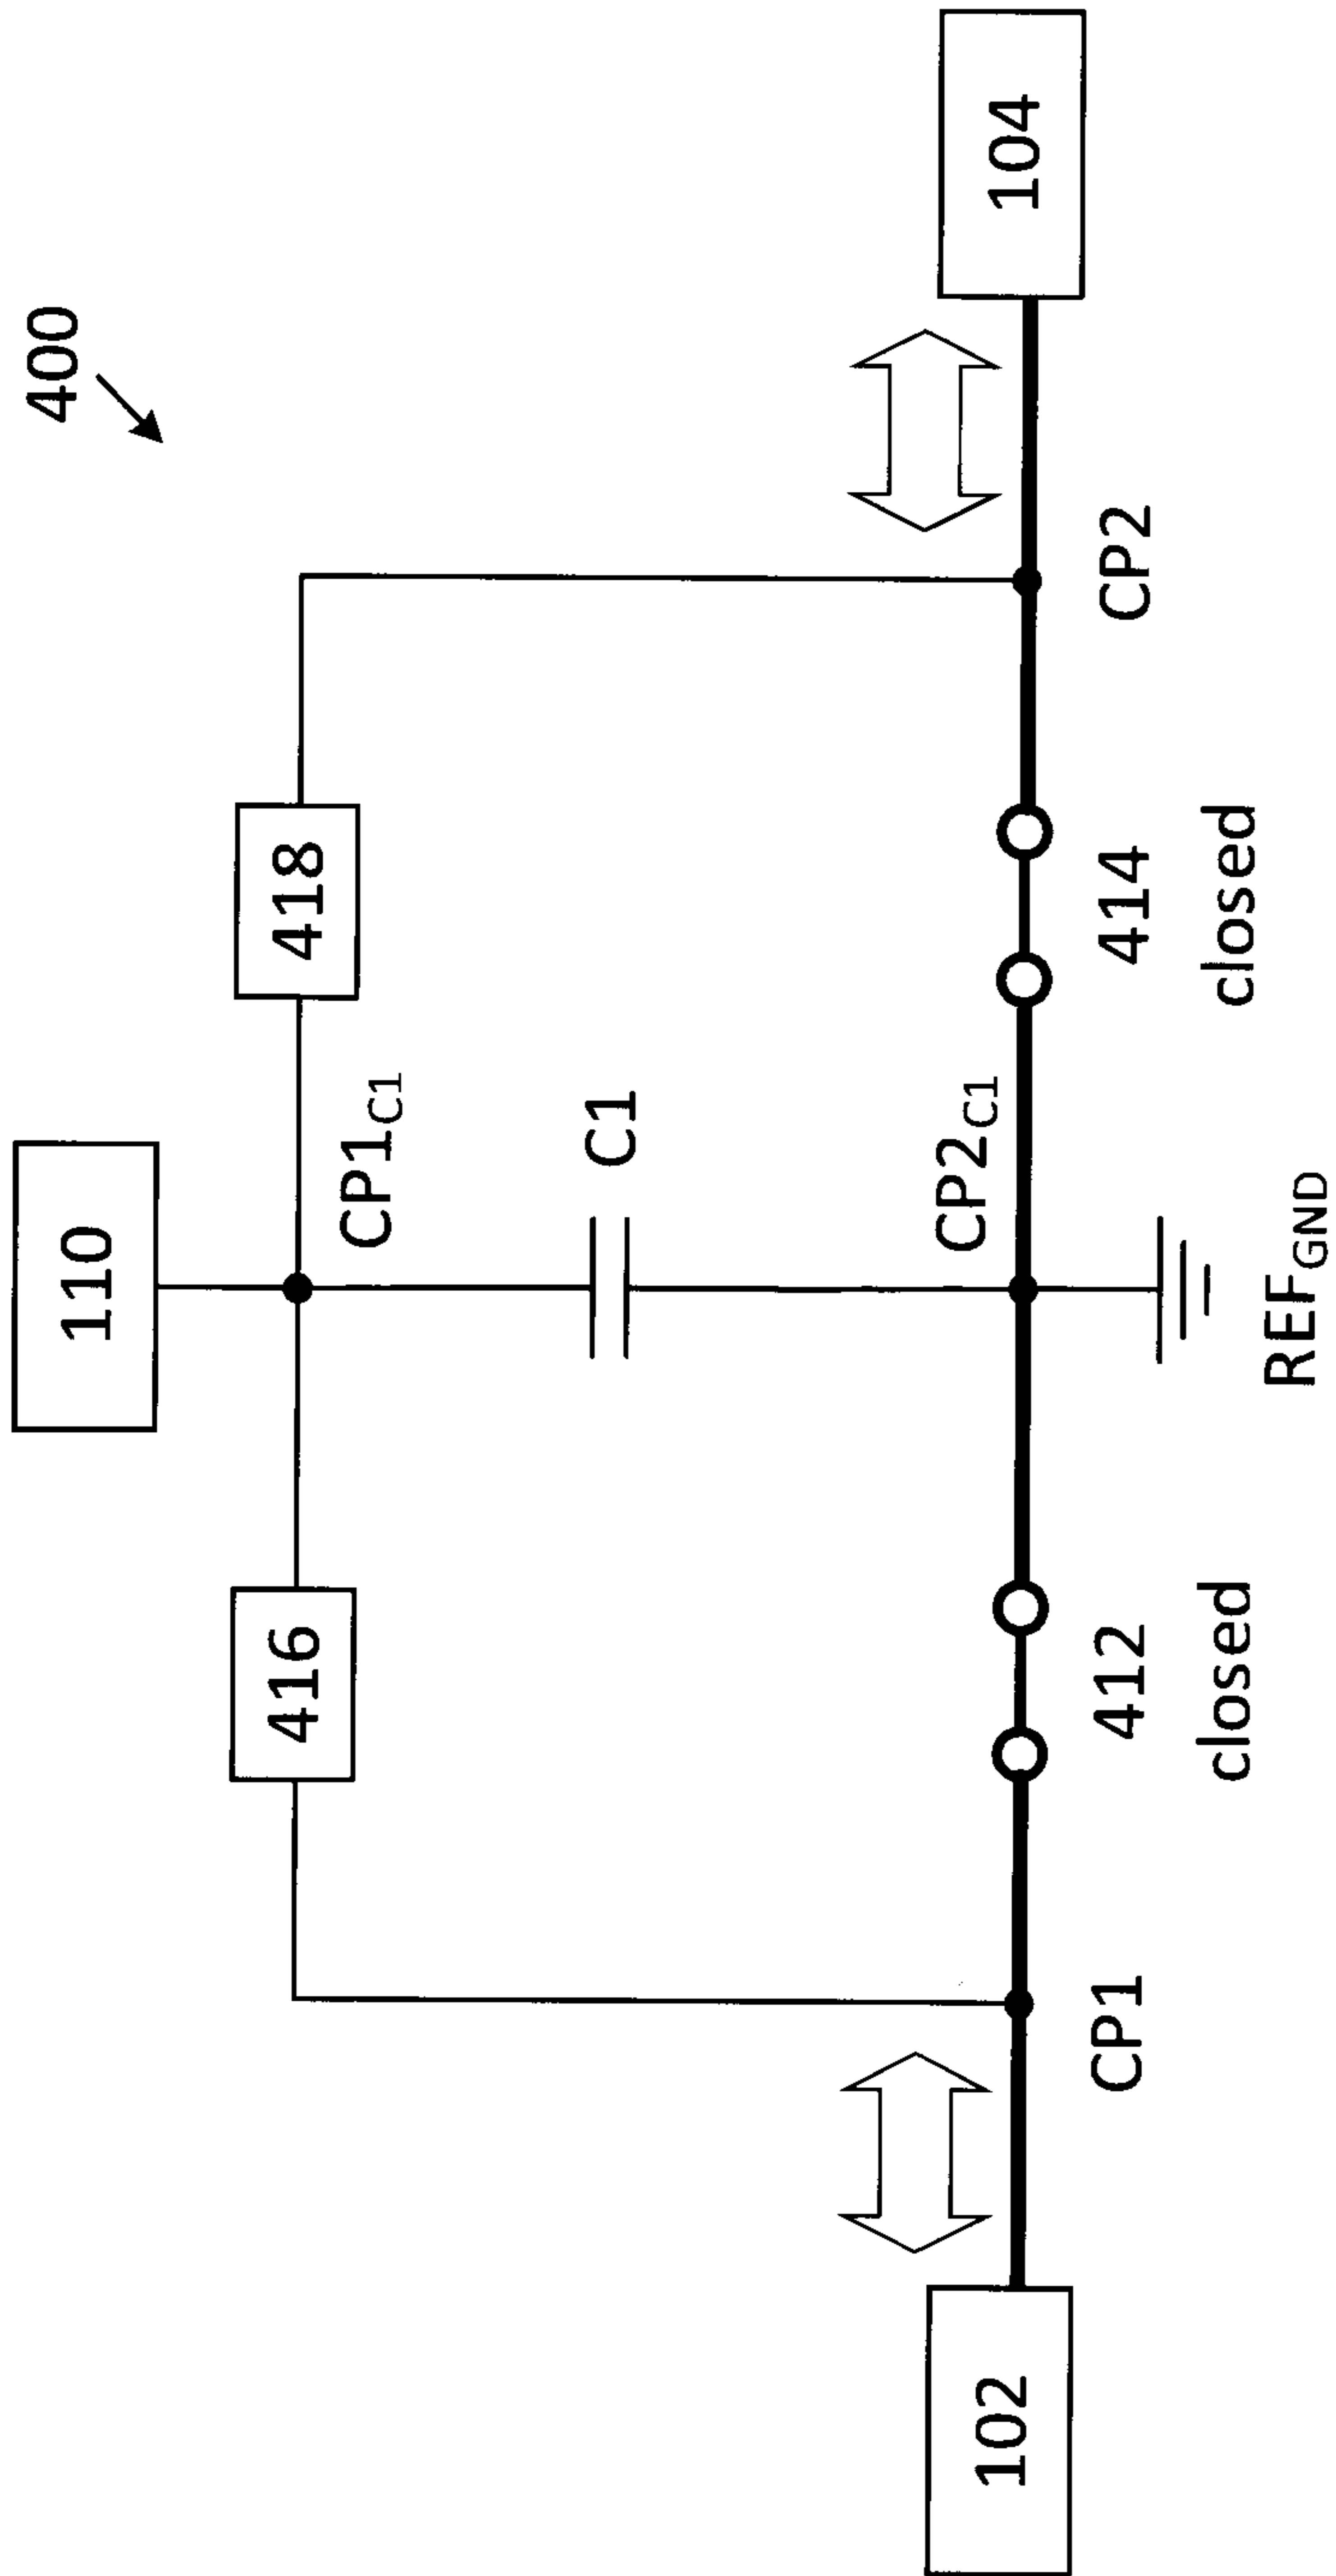 400
110
416
418
CP1C1
C1
CP2C1
102
104
CP1
412
closed
414
closed
CP2
REFGND